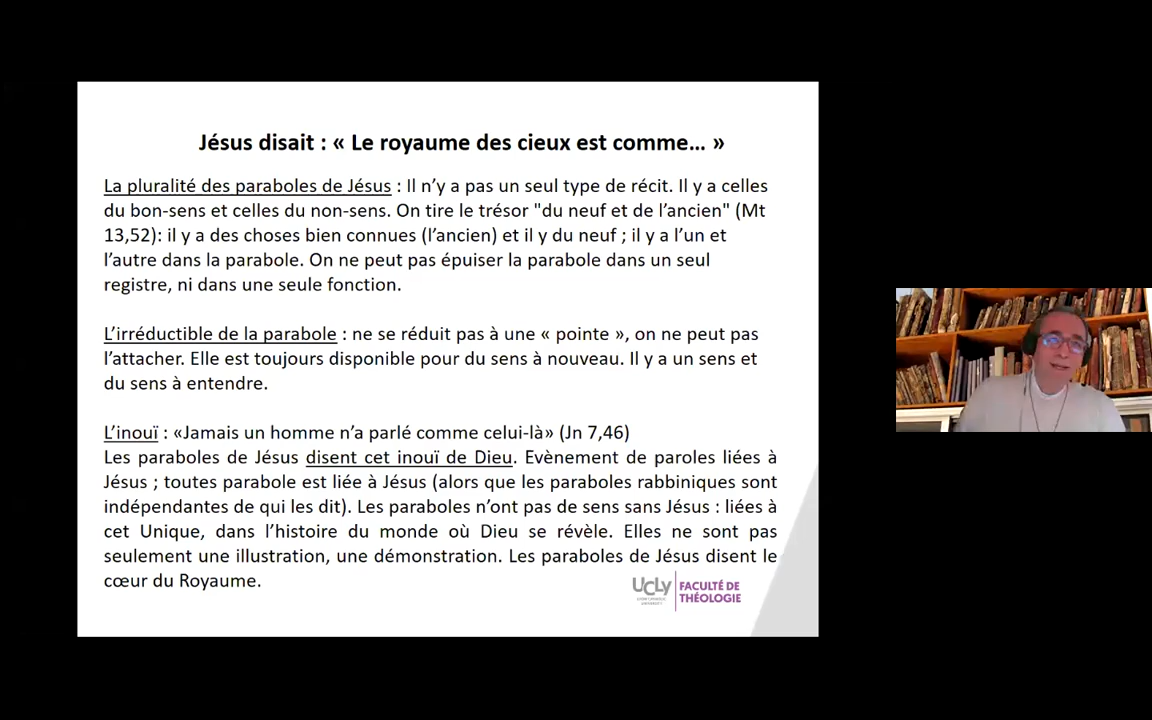 Jésus disait : « Le royaume des cieux est comme… »
La pluralité des paraboles de Jésus : Il n’y a pas un seul type de récit. Il y a celles
du bon-sens et celles du non-sens. On tire le trésor "du neuf et de l’ancien" (Mt
13,52): il y a des choses bien connues (l’ancien) et il y du neuf ; il y a l’un et
l’autre dans la parabole. On ne peut pas épuiser la parabole dans un seul
registre, ni dans une seule fonction.
L’irréductible de la parabole : ne se réduit pas à une « pointe », on ne peut pas
l’attacher. Elle est toujours disponible pour du sens à nouveau. Il y a un sens et
du sens à entendre.
L’inouï : «Jamais un homme n’a parlé comme celui-là» (Jn 7,46)
Les paraboles de Jésus disent cet inouï de Dieu. Evènement de paroles liées à
Jésus ; toutes parabole est liée à Jésus (alors que les paraboles rabbiniques sont
indépendantes de qui les dit). Les paraboles n’ont pas de sens sans Jésus : liées à
cet Unique, dans l’histoire du monde où Dieu se révèle. Elles ne sont pas
seulement une illustration, une démonstration. Les paraboles de Jésus disent le
cœur du Royaume.
UCLy
FACULTÉ DE
THÉOLOGIE